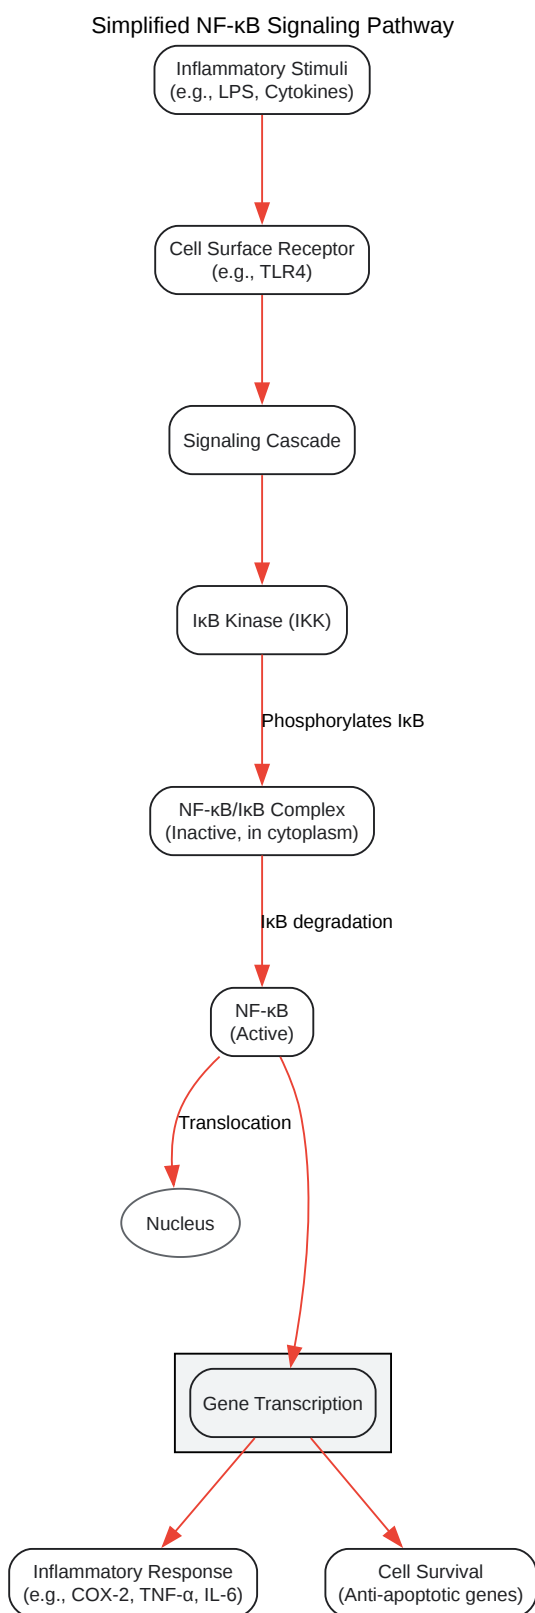 Simplified NF-κB Signaling Pathway
Inflammatory Stimuli
(e.g., LPS, Cytokines)
Cell Surface Receptor
(e.g., TLR4)
Signaling Cascade
IκB Kinase (IKK)
Phosphorylates IκB
NF-κB/IκB Complex
(Inactive, in cytoplasm)
IκB degradation
NF-κB
(Active)
Translocation
Nucleus
Gene Transcription
Inflammatory Response
(e.g., COX-2, TNF-α, IL-6)
Cell Survival
(Anti-apoptotic genes)